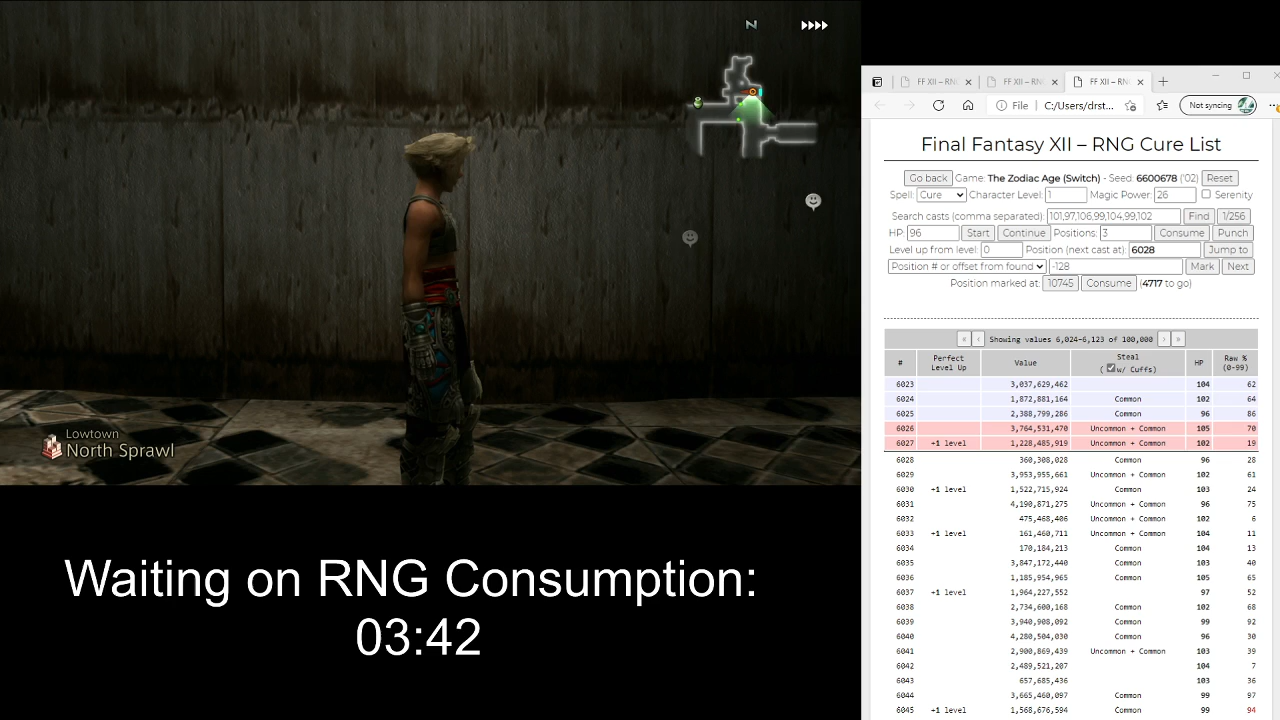 N
Lowtown
North Sprawl
Waiting on RNG Consumption:
03:42
FF XII – RNG
FF XII – RNG
FF XII – RNG
File C:/Users/drst... Not syncing
Final Fantasy XII – RNG Cure List
Go back Game: The Zodiac Age (Switch) - Seed: 6600678 ('02) Reset
Spell: Cure Character Level: 1 Magic Power: 26 Serenity
Search casts (comma separated): 101,97,106,99,104,99,102 Find 1/256
HP: 96 Start Continue Positions: 3 Consume Punch
Level up from level: 0 Position (next cast at): 6028 Jump to
Position # or offset from found -128 Mark Next
Position marked at: 10745 Consume (4717 to go)
« ‹ Showing values 6,024–6,123 of 100,000 › »
# Perfect Level Up Value Steal (w/ Cuffs) HP Raw % (0-99)
6023 3,037,629,462 104 62
6024 1,872,881,164 Common 102 64
6025 2,388,799,286 Common 96 86
6026 3,764,531,470 Uncommon + Common 105 70
6027 +1 level 1,228,485,919 Uncommon + Common 102 19
6028 360,308,028 Common 96 28
6029 3,953,955,661 Uncommon + Common 102 61
6030 +1 level 1,522,715,924 Common 103 24
6031 4,190,871,275 Uncommon + Common 96 75
6032 475,468,406 Uncommon + Common 102 6
6033 +1 level 161,460,711 Uncommon + Common 104 11
6034 170,184,213 Common 104 13
6035 3,847,172,440 Common 103 40
6036 1,185,954,965 Common 105 65
6037 +1 level 1,964,227,552 97 52
6038 2,734,600,168 Common 102 68
6039 3,940,908,092 Common 99 92
6040 4,280,504,030 Common 96 30
6041 2,900,869,439 Uncommon + Common 103 39
6042 2,489,521,207 104 7
6043 657,685,436 103 36
6044 3,665,460,097 Common 99 97
6045 +1 level 1,568,676,594 Common 99 94